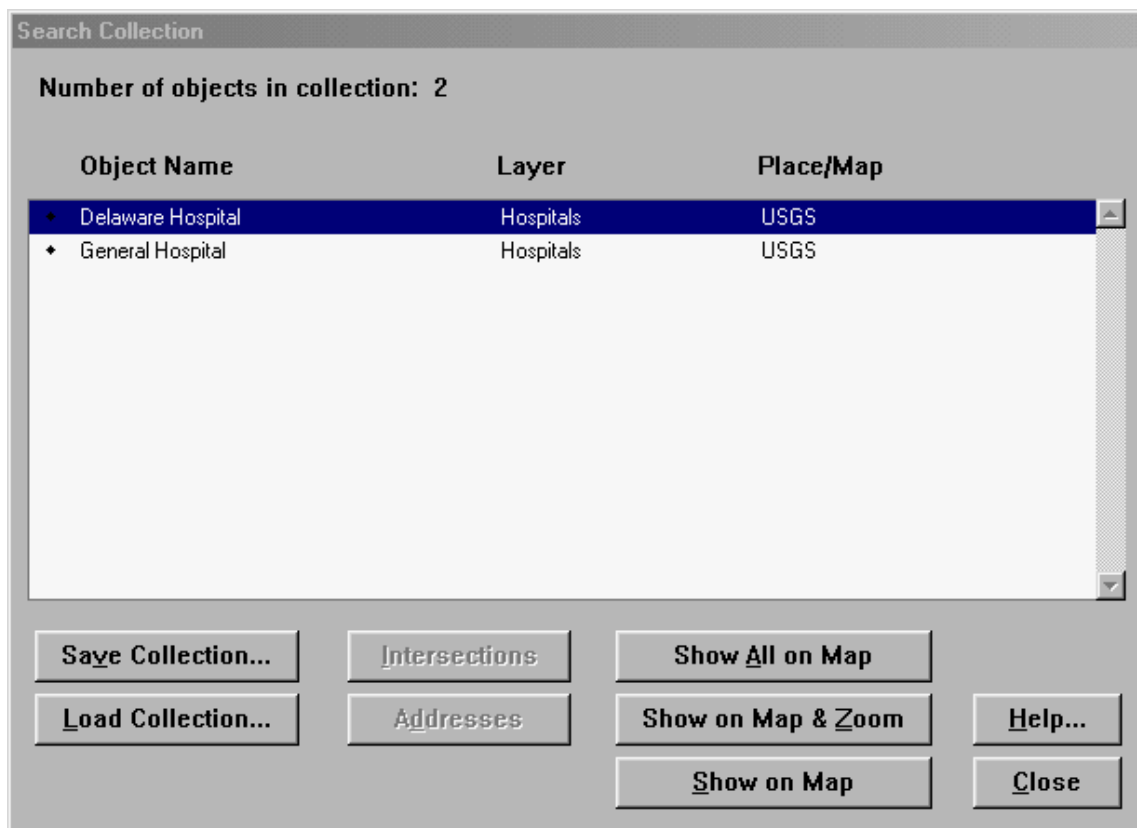 Search Collection
Number of objects in collection: 2
Object Name Layer Place/Map
Delaware Hospital Hospitals USGS
General Hospital Hospitals USGS
Save Collection... Intersections Show All on Map
Load Collection... Addresses Show on Map & Zoom Help...
Show on Map Close